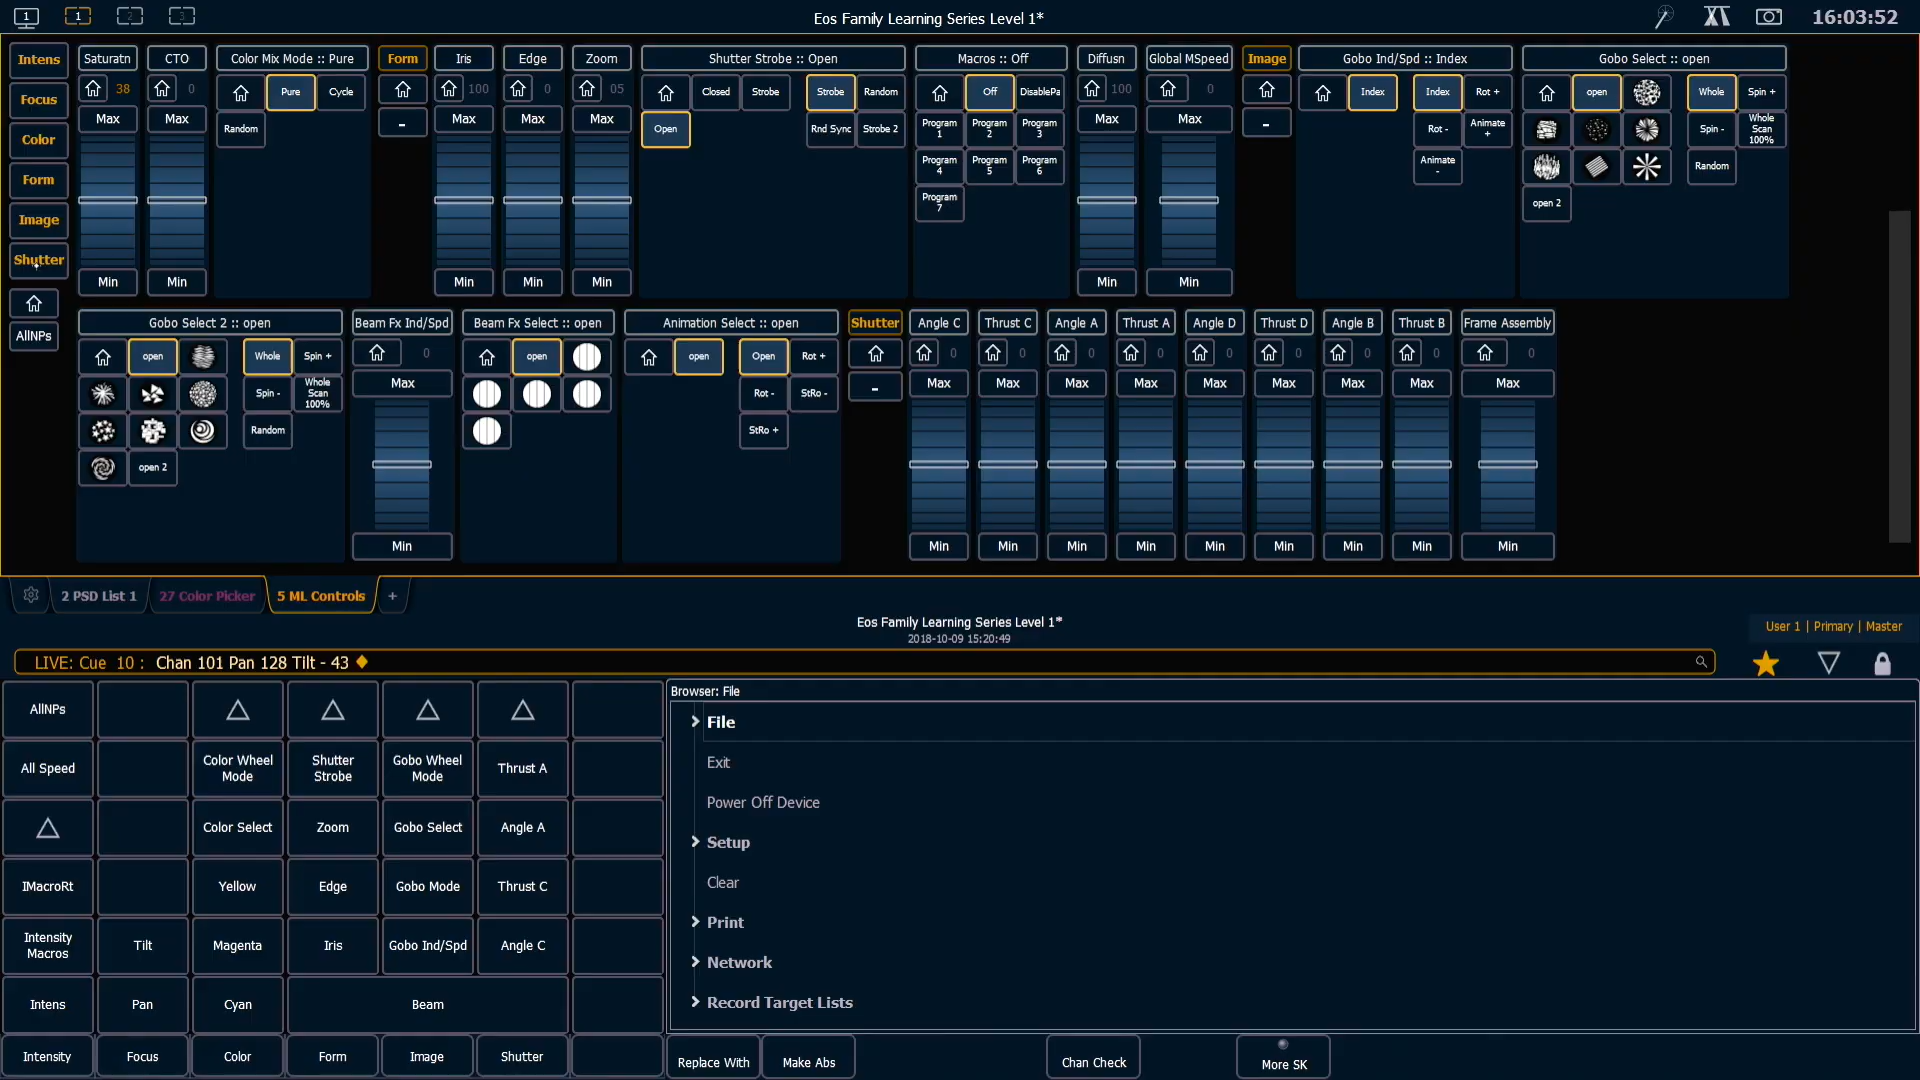 1 1 2 3 Eos Family Learning Series Level 1* 16:03:52
Intens Saturatn CTO Color Mix Mode :: Pure Form Iris Edge Zoom Shutter Strobe :: Open Macros :: Off Diffusn Global MSpeed Image Gobo Ind/Spd :: Index Gobo Select :: open
Focus 38 0 Pure Cycle 100 0 05 Closed Strobe Strobe Random Off DisablePa 100 0 Index Index Rot + open Whole Spin +
Max Max Random - Max Max Max Open Rnd Sync Strobe 2 Program 1 Program 2 Program 3 Max Max - Rot - Animate + Spin - Whole Scan 100%
Color
Form Program 4 Program 5 Program 6 Animate - Random
Image Program 7 open 2
Shutter
Min Min Min Min Min Min Min
AllNPs Gobo Select 2 :: open Beam Fx Ind/Spd Beam Fx Select :: open Animation Select :: open Shutter Angle C Thrust C Angle A Thrust A Angle D Thrust D Angle B Thrust B Frame Assembly
open Whole Spin + 0 open open Open Rot + 0 0 0 0 0 0 0 0 0
Spin - Whole Scan 100% Max Rot - StRo - - Max Max Max Max Max Max Max Max Max
Random StRo +
open 2
Min Min Min Min Min Min Min Min Min Min
2 PSD List 1 27 Color Picker 5 ML Controls +
Eos Family Learning Series Level 1*
2018-10-09 15:20:49
User 1 | Primary | Master
LIVE: Cue 10 : Chan 101 Pan 128 Tilt - 43
AllNPs
All Speed Color Wheel Mode Shutter Strobe Gobo Wheel Mode Thrust A
Color Select Zoom Gobo Select Angle A
IMacroRt Yellow Edge Gobo Mode Thrust C
Intensity Macros Tilt Magenta Iris Gobo Ind/Spd Angle C
Intens Pan Cyan Beam
Intensity Focus Color Form Image Shutter
Browser: File
File
Exit
Power Off Device
Setup
Clear
Print
Network
Record Target Lists
Replace With Make Abs Chan Check More SK